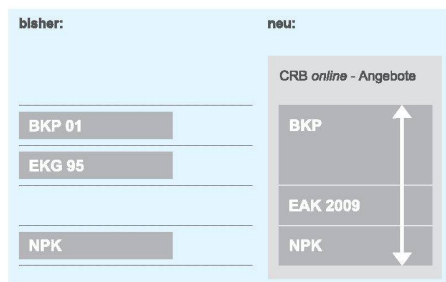 bisher:
BKP 01
EKG 95
NPK
neu:
CRB online - Angebote
BKP
EAK 2009
NPK